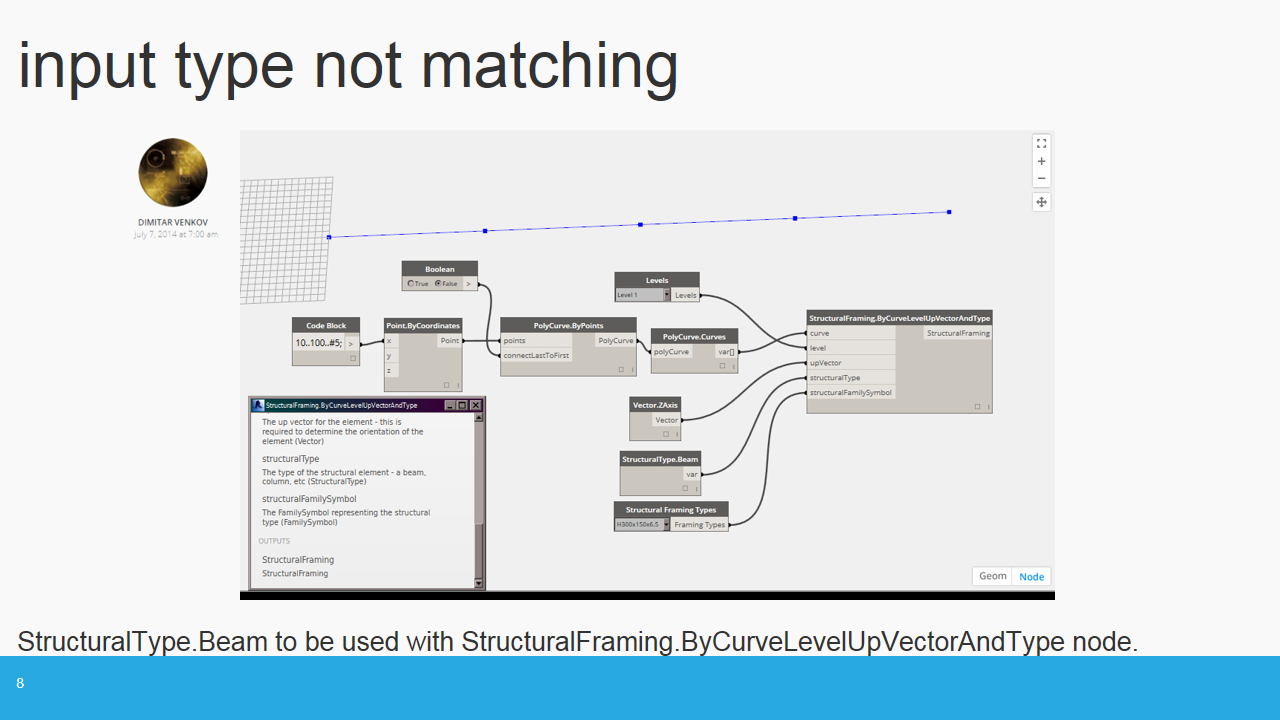 input type not matching
DIMITAR VENKOV
July 7, 2014 at 7:00 am
Boolean
True False >
Levels
Level 1 Levels
Code Block
10..100..#5; >
Point.ByCoordinates
x Point
y
z
PolyCurve.ByPoints
points PolyCurve
connectLastToFirst
PolyCurve.Curves
polyCurve var[]
StructuralFraming.ByCurveLevelUpVectorAndType
curve StructuralFraming
level
upVector
structuralType
structuralFamilySymbol
Vector.ZAxis
Vector
StructuralType.Beam
var
Structural Framing Types
H300x150x6.5 Framing Types
StructuralFraming.ByCurveLevelUpVectorAndType
The up vector for the element - this is
required to determine the orientation of the
element (Vector)
structuralType
The type of the structural element - a beam,
column, etc (StructuralType)
structuralFamilySymbol
The FamilySymbol representing the structural
type (FamilySymbol)
OUTPUTS
StructuralFraming
StructuralFraming
Geom Node
StructuralType.Beam to be used with StructuralFraming.ByCurveLevelUpVectorAndType node.
8